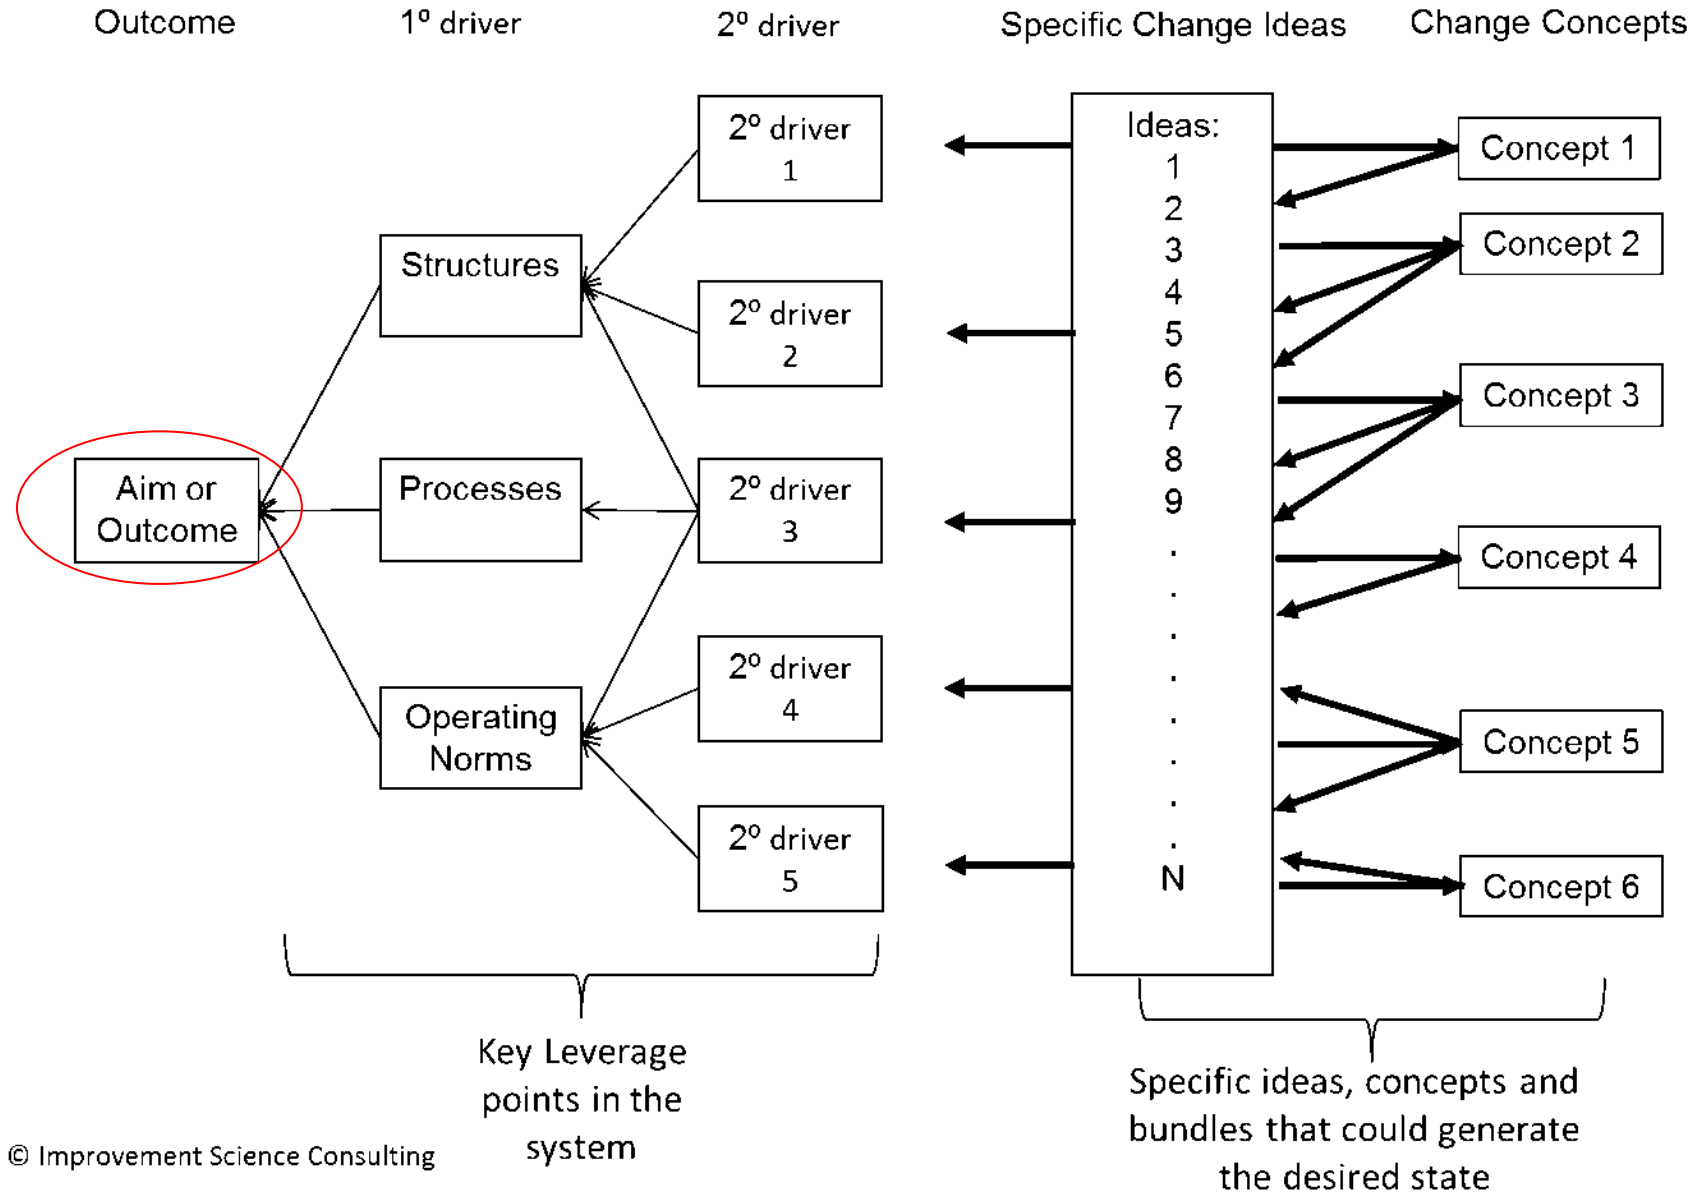 Outcome
1º driver
2º driver
Specific Change Ideas
Change Concepts
Aim or
Outcome
Structures
Processes
Operating
Norms
2º driver
1
2º driver
2
2º driver
3
2º driver
4
2º driver
5
Ideas:
1
2
3
4
5
6
7
8
9
.
.
.
.
.
.
.
.
N
Concept 1
Concept 2
Concept 3
Concept 4
Concept 5
Concept 6
Key Leverage
points in the
system
Specific ideas, concepts and
bundles that could generate
the desired state
© Improvement Science Consulting